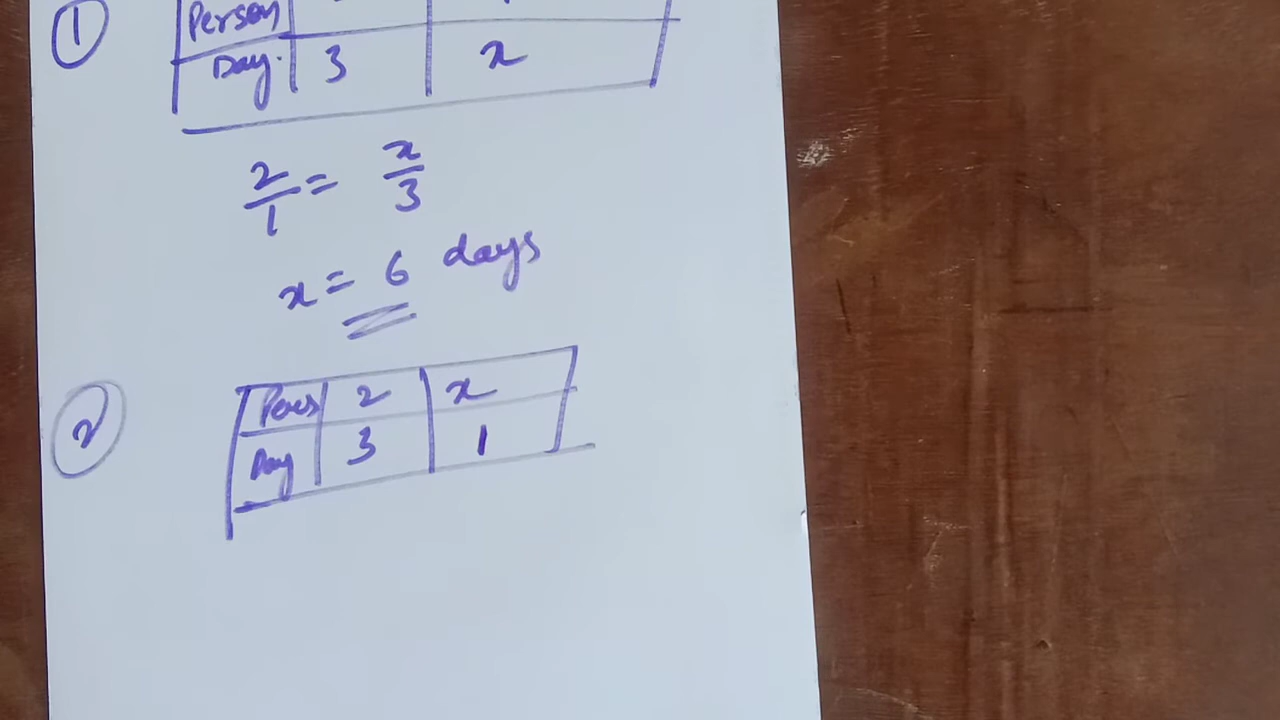 ①
Person
Day. 3 x
2/1 = x/3
x = 6 days
② Pers 2 x
Day 3 1